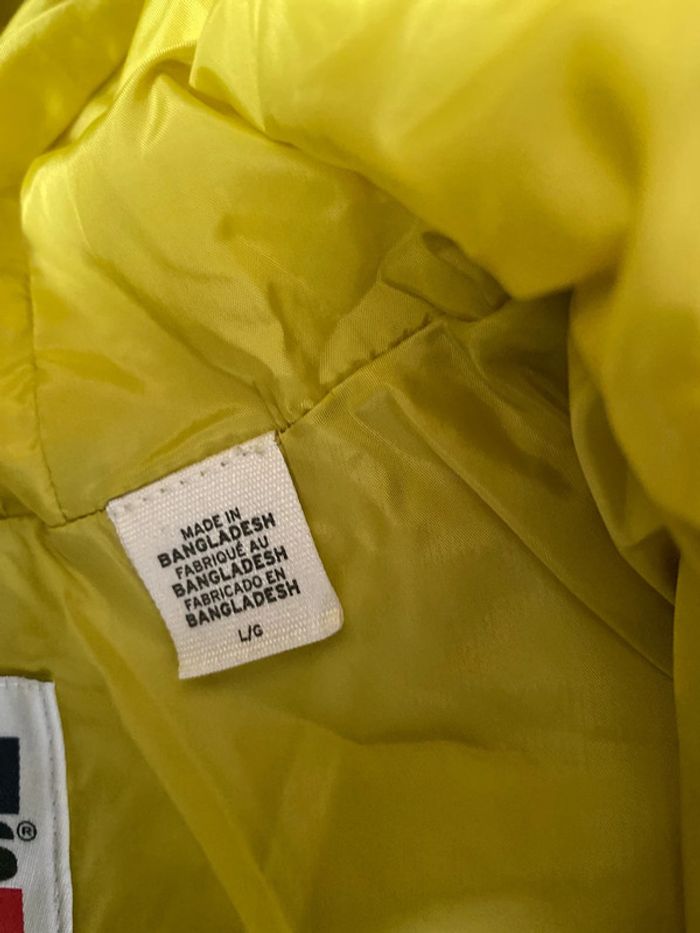 MADE IN
BANGLADESH
FABRIQUÉ AU
BANGLADESH
FABRICADO EN
BANGLADESH
L/G
S®